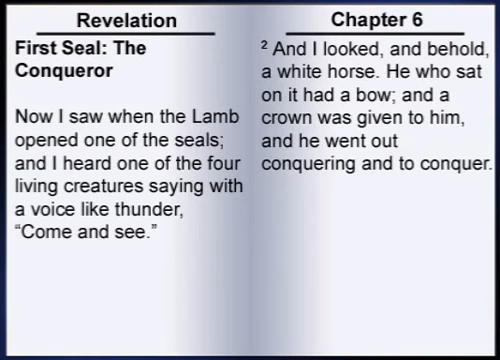 Revelation
First Seal: The
Conqueror
Now I saw when the Lamb
opened one of the seals;
and I heard one of the four
living creatures saying with
a voice like thunder,
“Come and see.”
Chapter 6
² And I looked, and behold,
a white horse. He who sat
on it had a bow; and a
crown was given to him,
and he went out
conquering and to conquer.